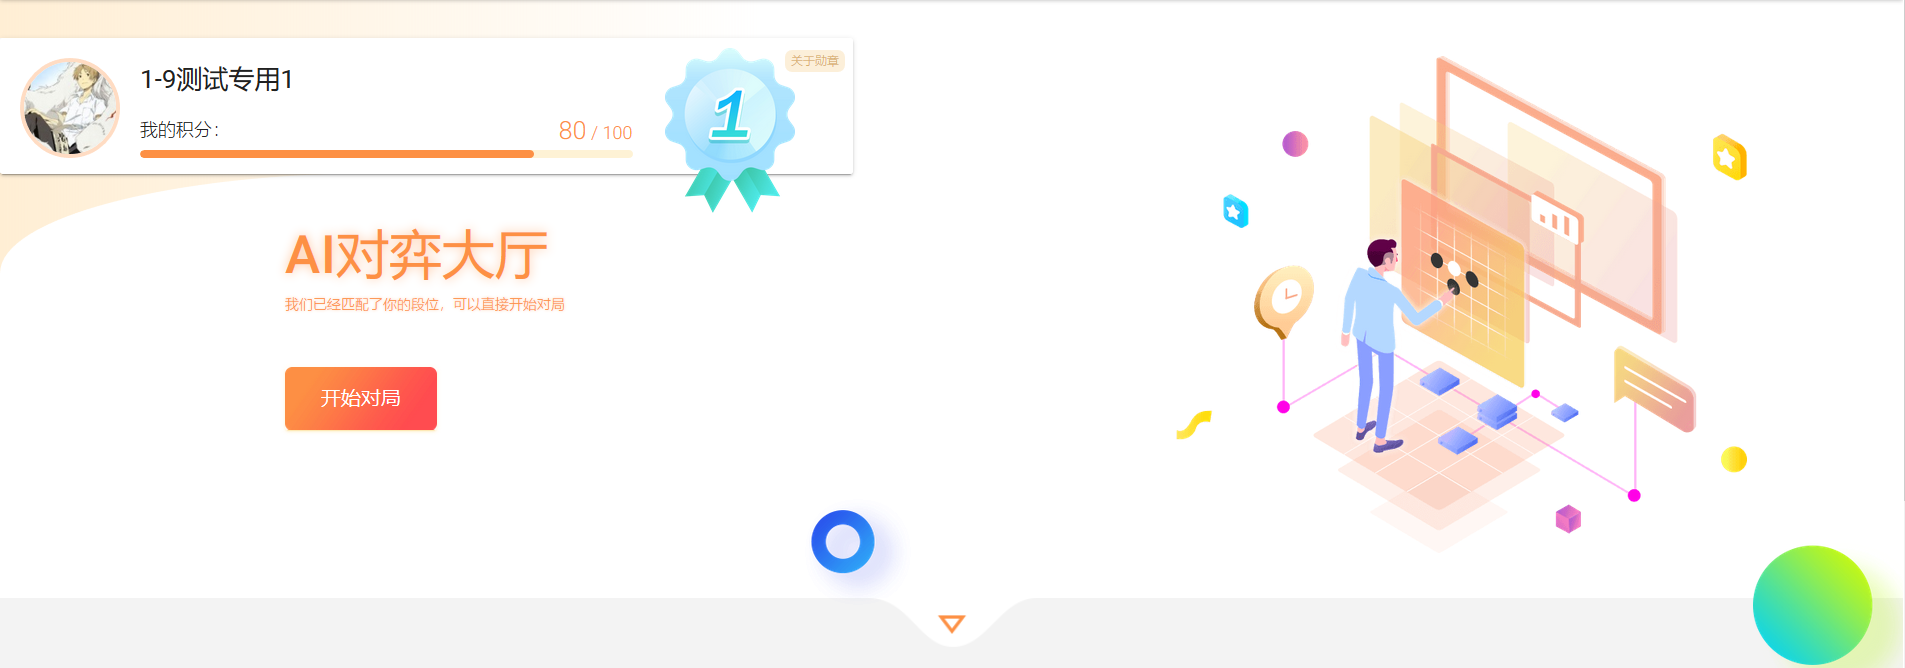 关于勋章
1-9测试专用1
1
我的积分：
80 / 100
AI对弈大厅
我们已经匹配了你的段位，可以直接开始对局
开始对局